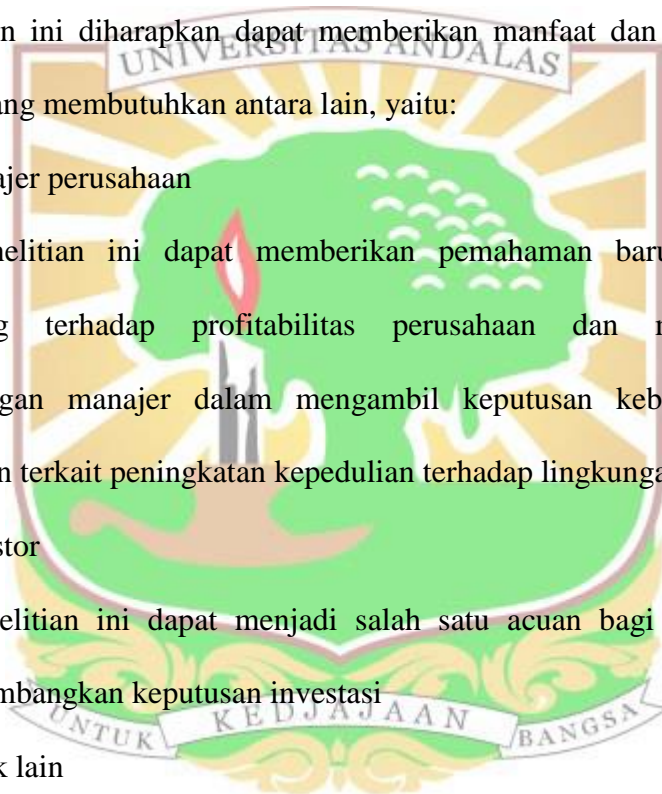 n ini diharapkan dapat memberikan manfaat dan
UNIVERSITAS ANDALAS
ang membutuhkan antara lain, yaitu:
ajer perusahaan
nelitian ini dapat memberikan pemahaman baru
g terhadap profitabilitas perusahaan dan
ngan manajer dalam mengambil keputusan keb
n terkait peningkatan kepedulian terhadap lingkunga
stor
elitian ini dapat menjadi salah satu acuan bagi
mbangkan keputusan investasi
UNTUK KEDJAJAAN BANGSA
k lain